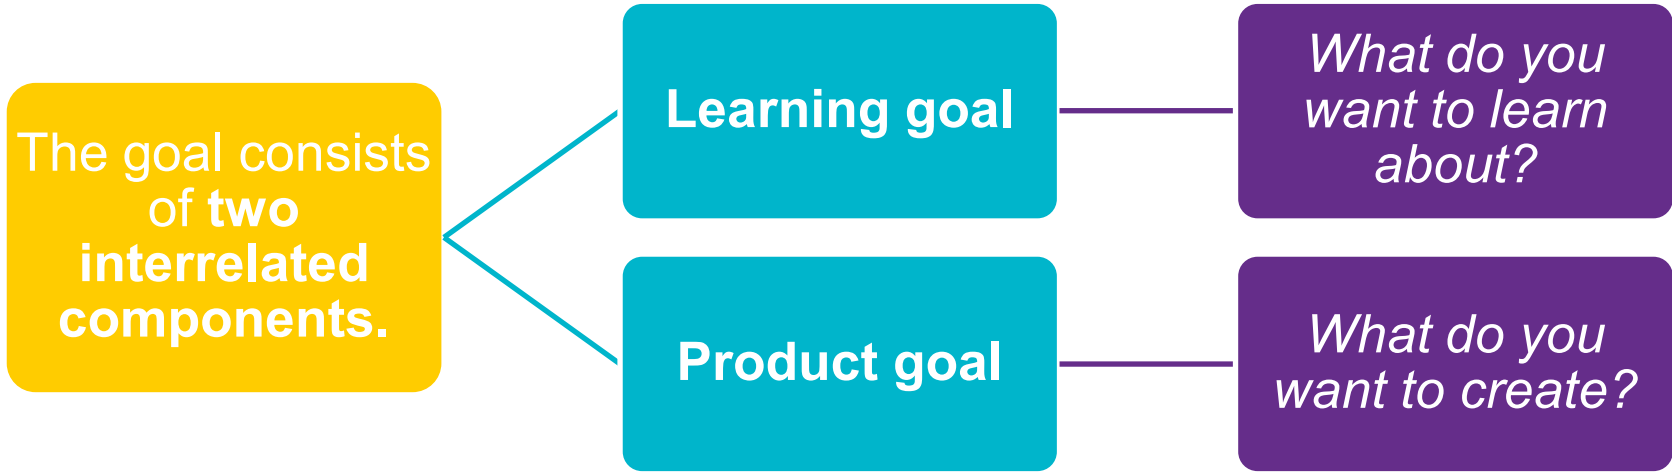 The goal consists
of two
interrelated
components.
Learning goal
What do you
want to learn
about?
Product goal
What do you
want to create?